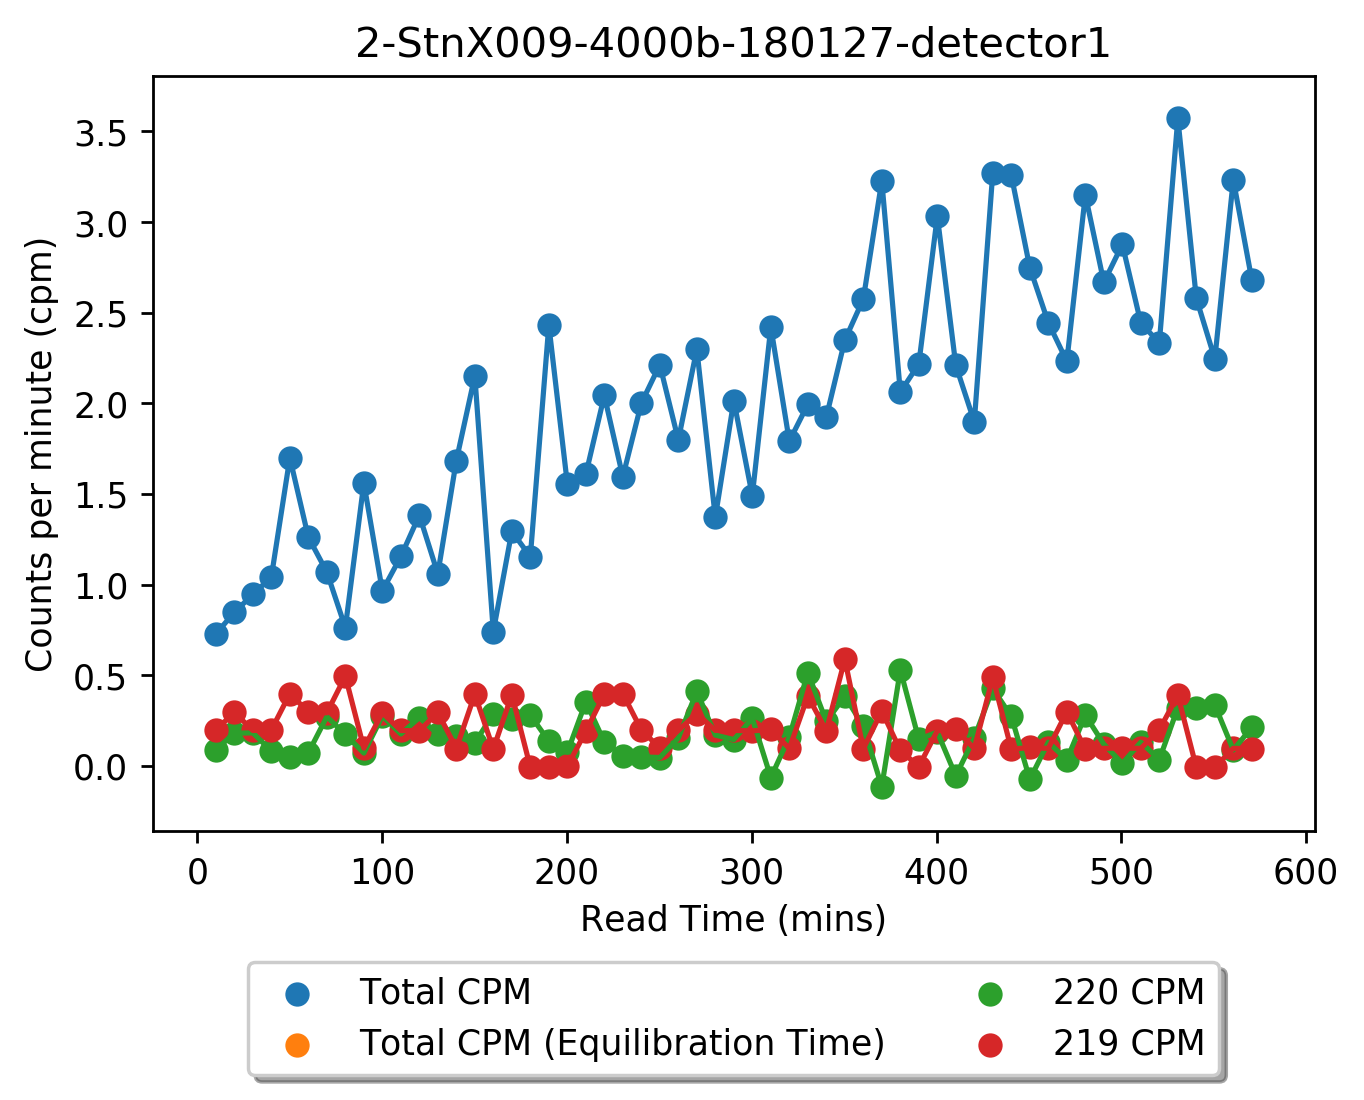 2-StnX009-4000b-180127-detector1
Counts per minute (cpm)
3.5
3.0
2.5
2.0
1.5
1.0
0.5
0.0
0 100 200 300 400 500 600
Read Time (mins)
Total CPM
Total CPM (Equilibration Time)
220 CPM
219 CPM